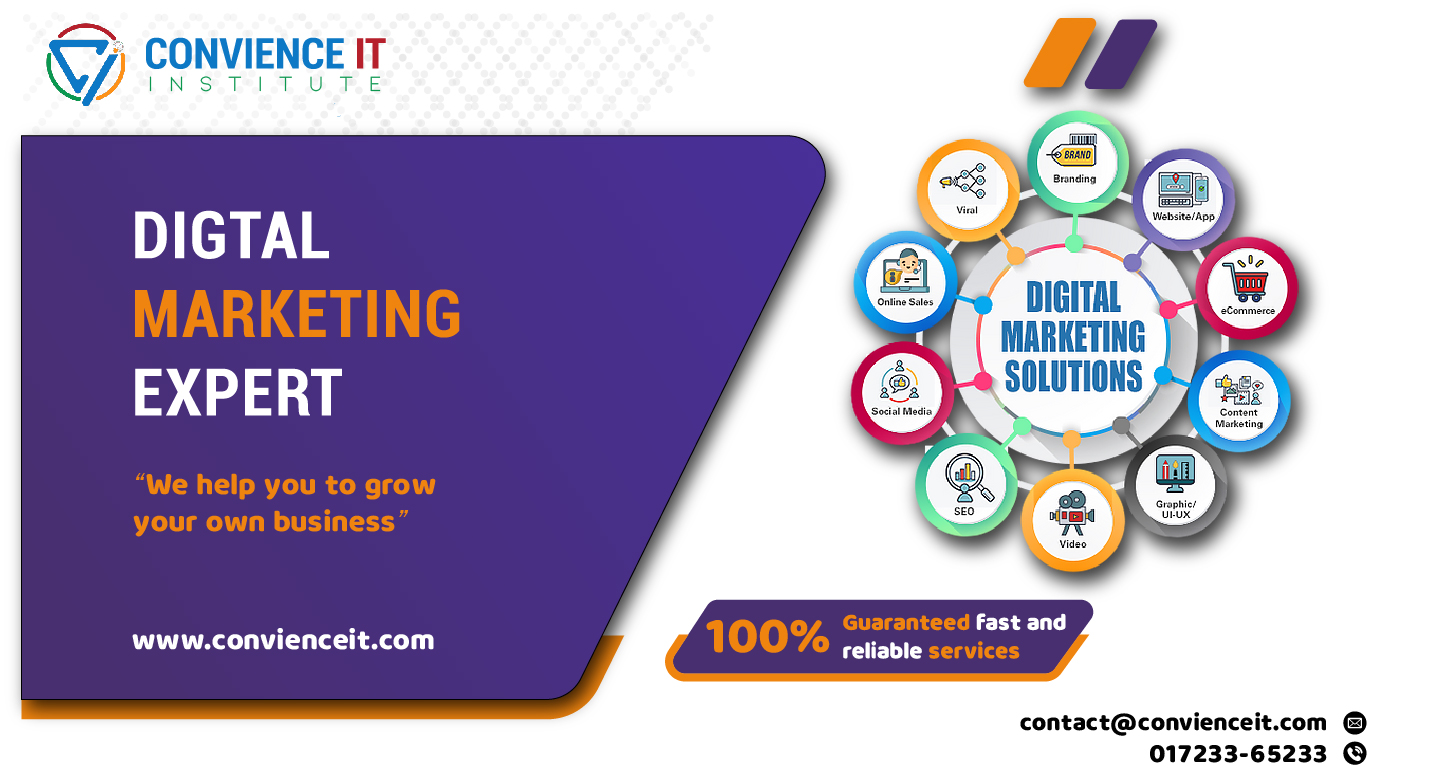 CONVIENCE IT
INSTITUTE
DIGTAL
MARKETING
EXPERT
“We help you to grow
your own business”
www.convienceit.com
DIGITAL
MARKETING
SOLUTIONS
BRAND
Branding
Website/App
eCommerce
Content
Marketing
Graphic/
UI-UX
Video
SEO
Social Media
Online Sales
Viral
100%
Guaranteed fast and
reliable services
contact@convienceit.com
017233-65233